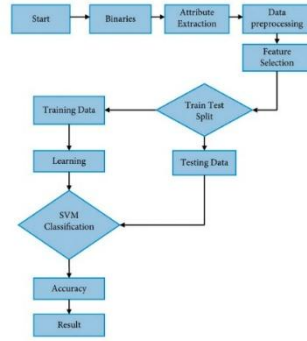 Start
Binaries
Attribute
Extraction
Data
preprocessing
Feature
Selection
Train Test
Split
Training Data
Testing Data
Learning
SVM
Classification
Accuracy
Result